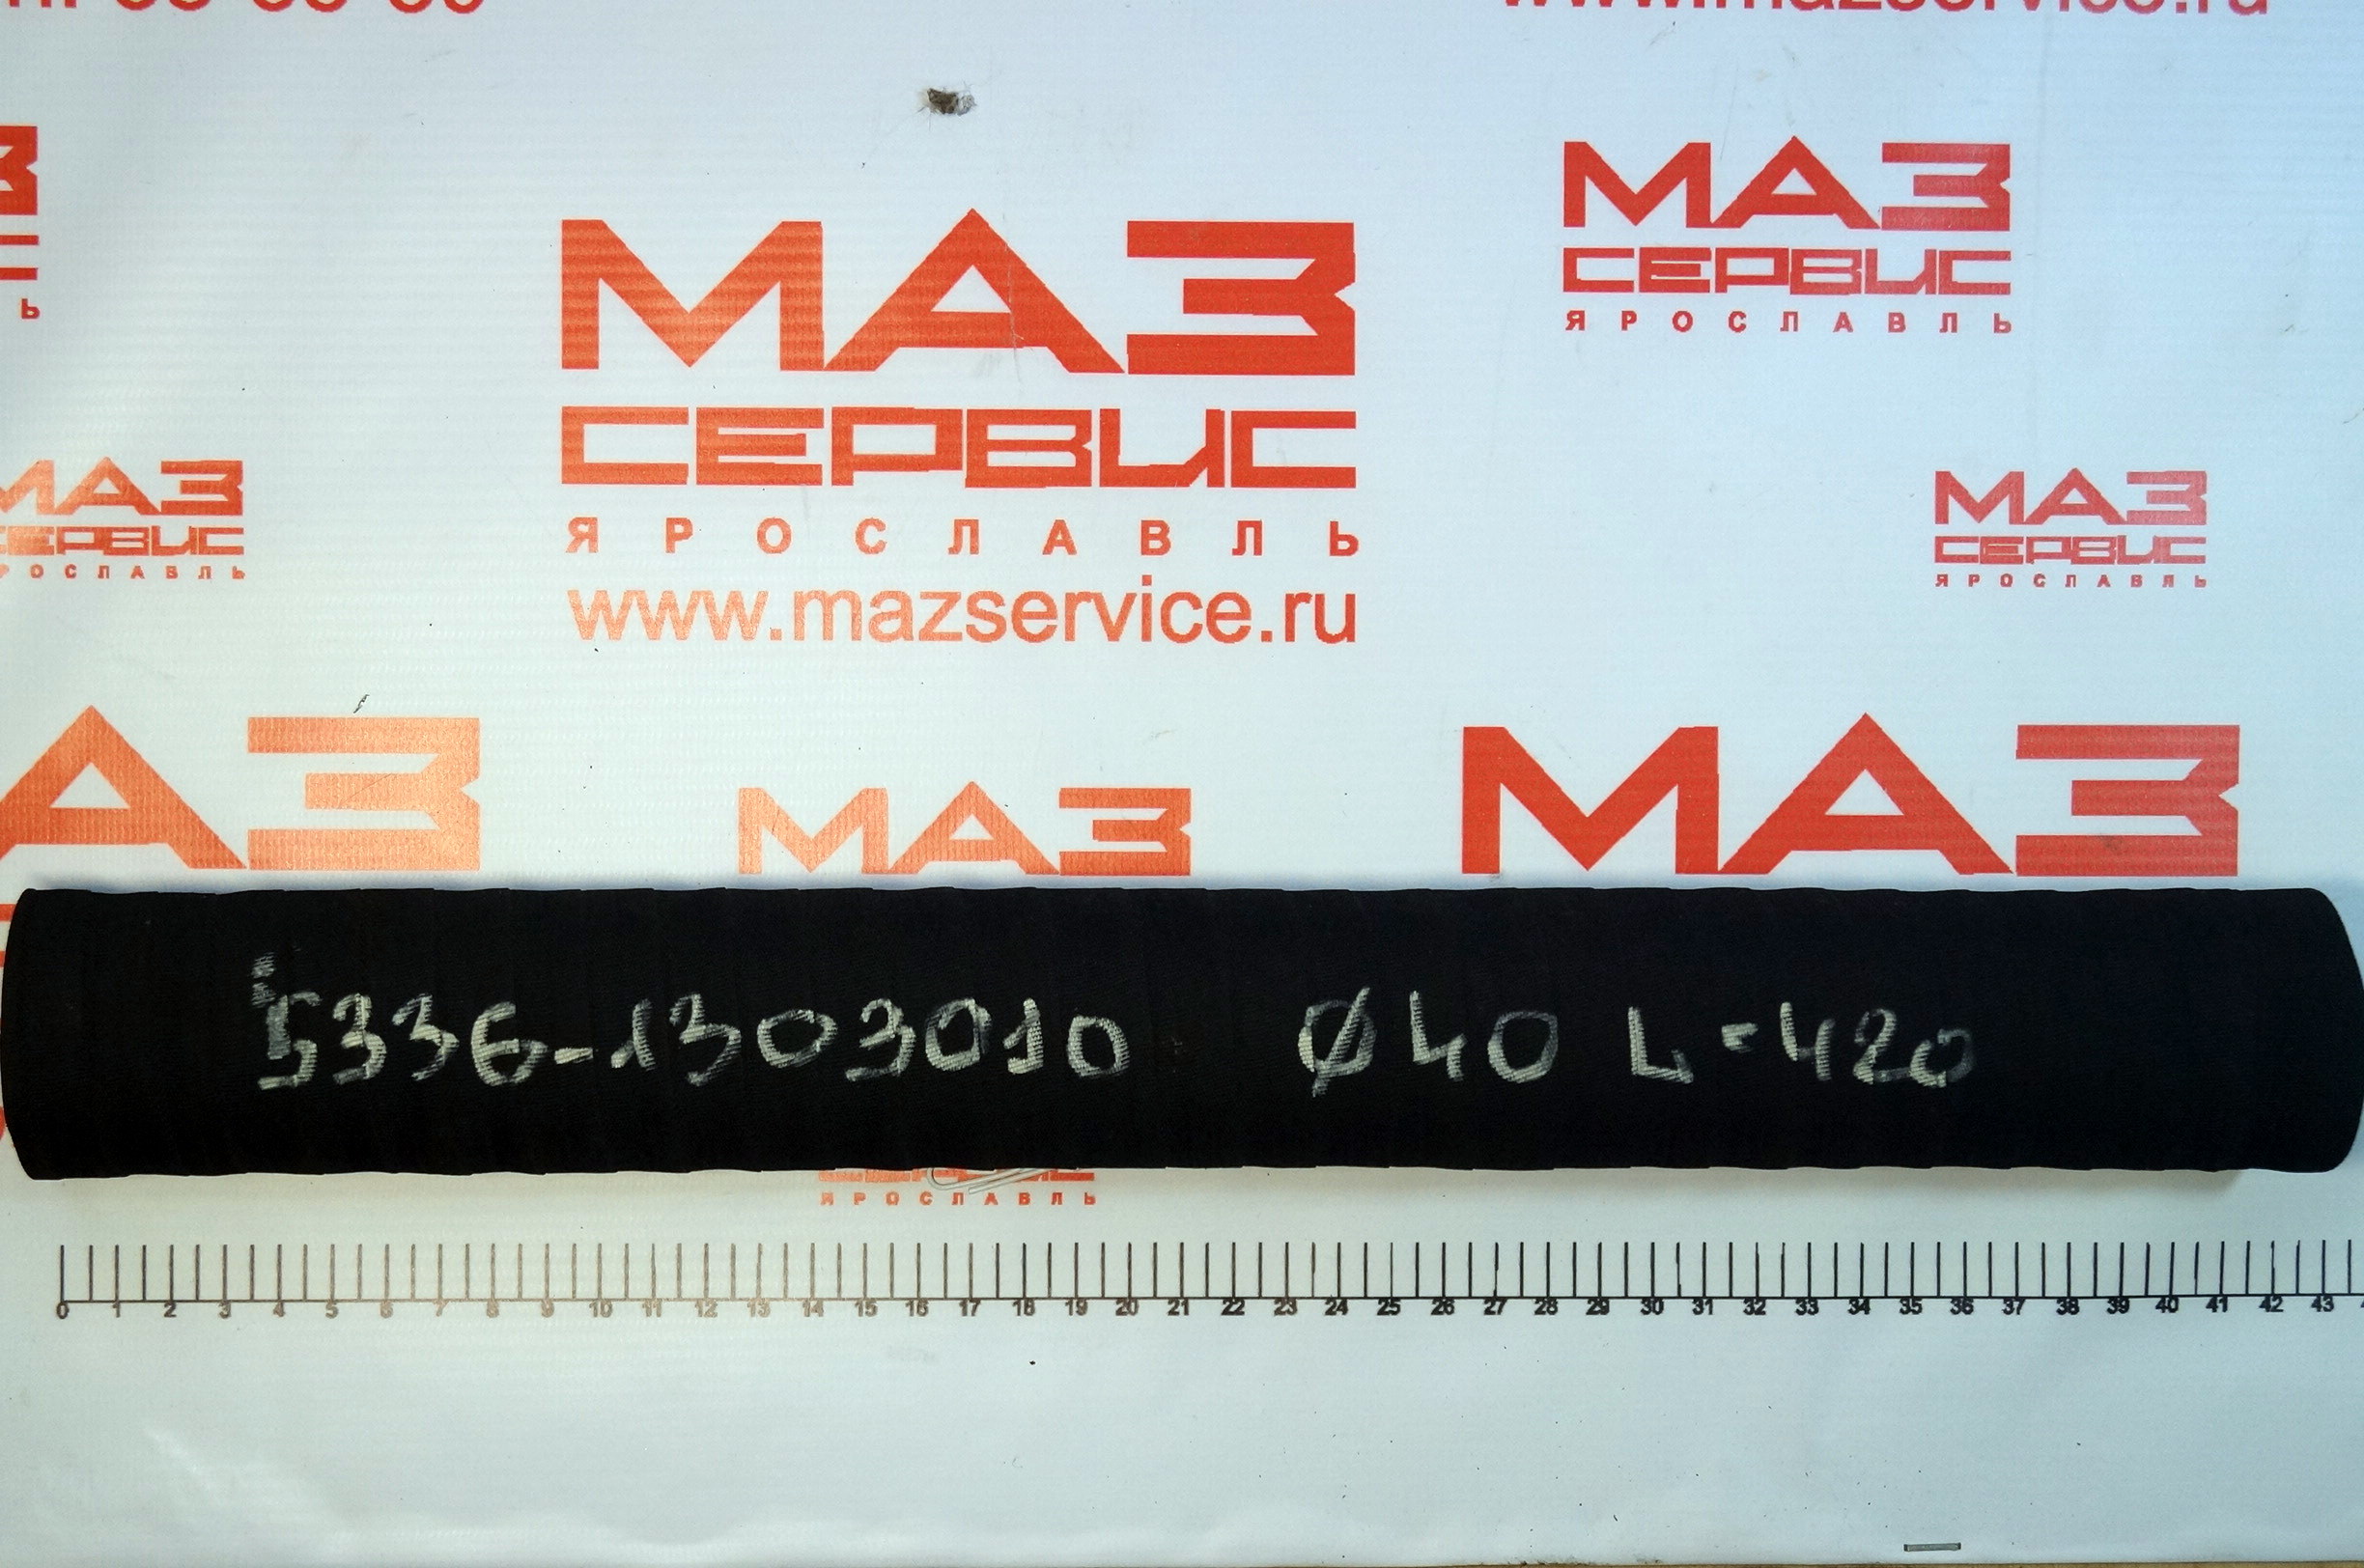 www.mazservice.ru
МАЗ
СЕРВИС
ЯРОСЛАВЛЬ
www.mazservice.ru
МАЗ
СЕРВИС
ЯРОСЛАВЛЬ
МАЗ
СЕРВИС
ЯРОСЛАВЛЬ
МАЗ
СЕРВИС
РОСЛАВЛЬ
АЗ
МАЗ
МАЗ
5336-1303010 Ø40 L-420
ЯРОСЛАВЛЬ
0 1 2 3 4 5 6 7 8 9 10 11 12 13 14 15 16 17 18 19 20 21 22 23 24 25 26 27 28 29 30 31 32 33 34 35 36 37 38 39 40 41 42 43